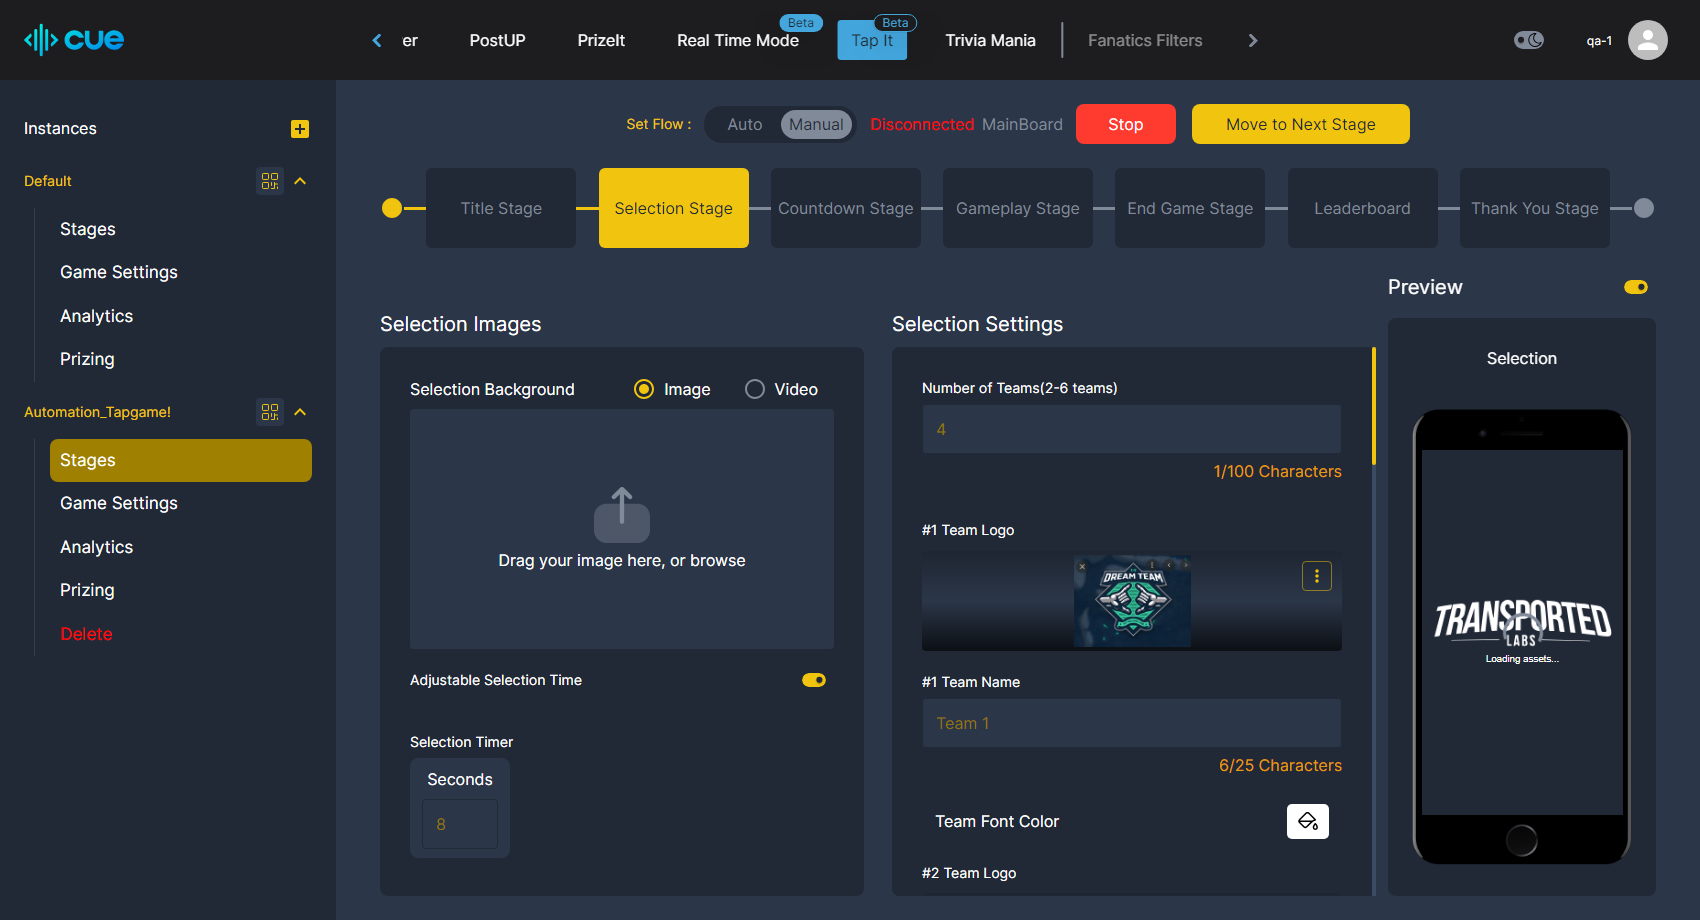 cue
er
PostUP
PrizeIt
Real Time Mode
Beta
Tap It
Beta
Trivia Mania
Fanatics Filters
qa-1
Instances
Default
Stages
Game Settings
Analytics
Prizing
Automation_Tapgame!
Stages
Game Settings
Analytics
Prizing
Delete
Set Flow :
Auto
Manual
Disconnected MainBoard
Stop
Move to Next Stage
Title Stage
Selection Stage
Countdown Stage
Gameplay Stage
End Game Stage
Leaderboard
Thank You Stage
Selection Images
Selection Background
Image
Video
Drag your image here, or browse
Adjustable Selection Time
Selection Timer
Seconds
8
Selection Settings
Number of Teams(2-6 teams)
4
1/100 Characters
#1 Team Logo
DREAM TEAM
#1 Team Name
Team 1
6/25 Characters
Team Font Color
#2 Team Logo
Preview
Selection
TRANSPORTED
LABS
Loading assets...